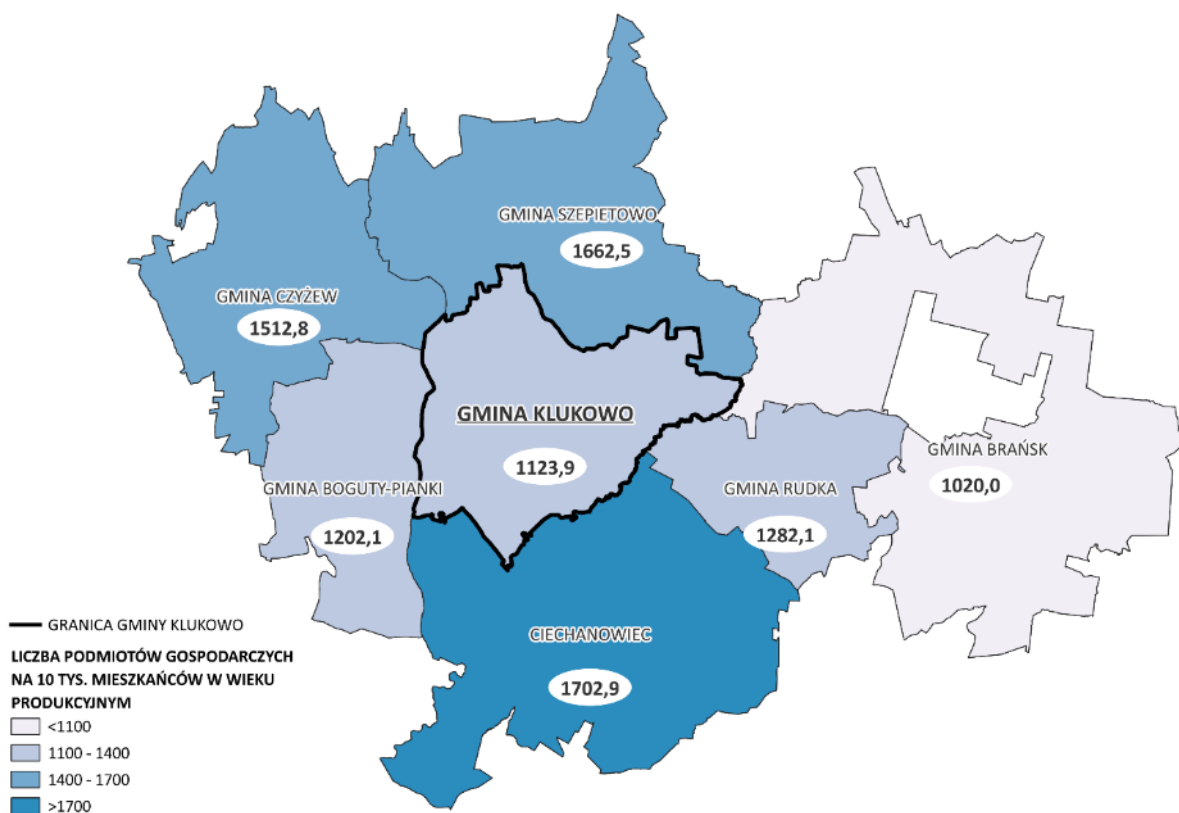 GMINA SZEPIETOWO
1662,5
GMINA CZYŻEW
1512,8
GMINA KLUKOWO
1123,9
GMINA BRAŃSK
1020,0
GMINA BOGUTY-PIANKI
1202,1
GMINA RUDKA
1282,1
CIECHANOWIEC
1702,9
GRANICA GMINY KLUKOWO
LICZBA PODMIOTÓW GOSPODARCZYCH
NA 10 TYS. MIESZKAŃCÓW W WIEKU
PRODUKCYJNYM
<1100
1100 - 1400
1400 - 1700
>1700